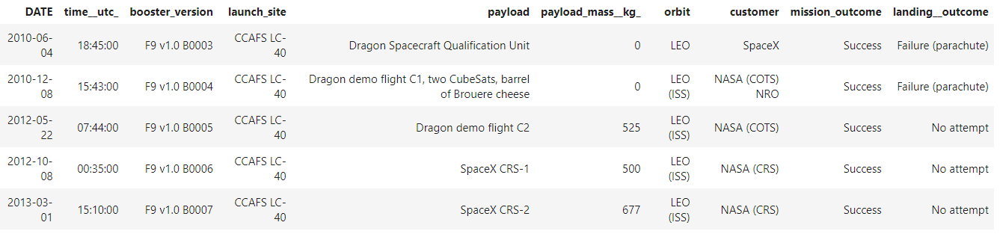 DATE time__utc_ booster_version launch_site payload payload_mass__kg_ orbit customer mission_outcome landing__outcome
2010-06-
04 18:45:00 F9 v1.0 B0003 CCAFS LC-
40 Dragon Spacecraft Qualification Unit 0 LEO SpaceX Success Failure (parachute)
2010-12-
08 15:43:00 F9 v1.0 B0004 CCAFS LC-
40 Dragon demo flight C1, two CubeSats, barrel
of Brouere cheese 0 LEO
(ISS) NASA (COTS)
NRO Success Failure (parachute)
2012-05-
22 07:44:00 F9 v1.0 B0005 CCAFS LC-
40 Dragon demo flight C2 525 LEO
(ISS) NASA (COTS) Success No attempt
2012-10-
08 00:35:00 F9 v1.0 B0006 CCAFS LC-
40 SpaceX CRS-1 500 LEO
(ISS) NASA (CRS) Success No attempt
2013-03-
01 15:10:00 F9 v1.0 B0007 CCAFS LC-
40 SpaceX CRS-2 677 LEO
(ISS) NASA (CRS) Success No attempt